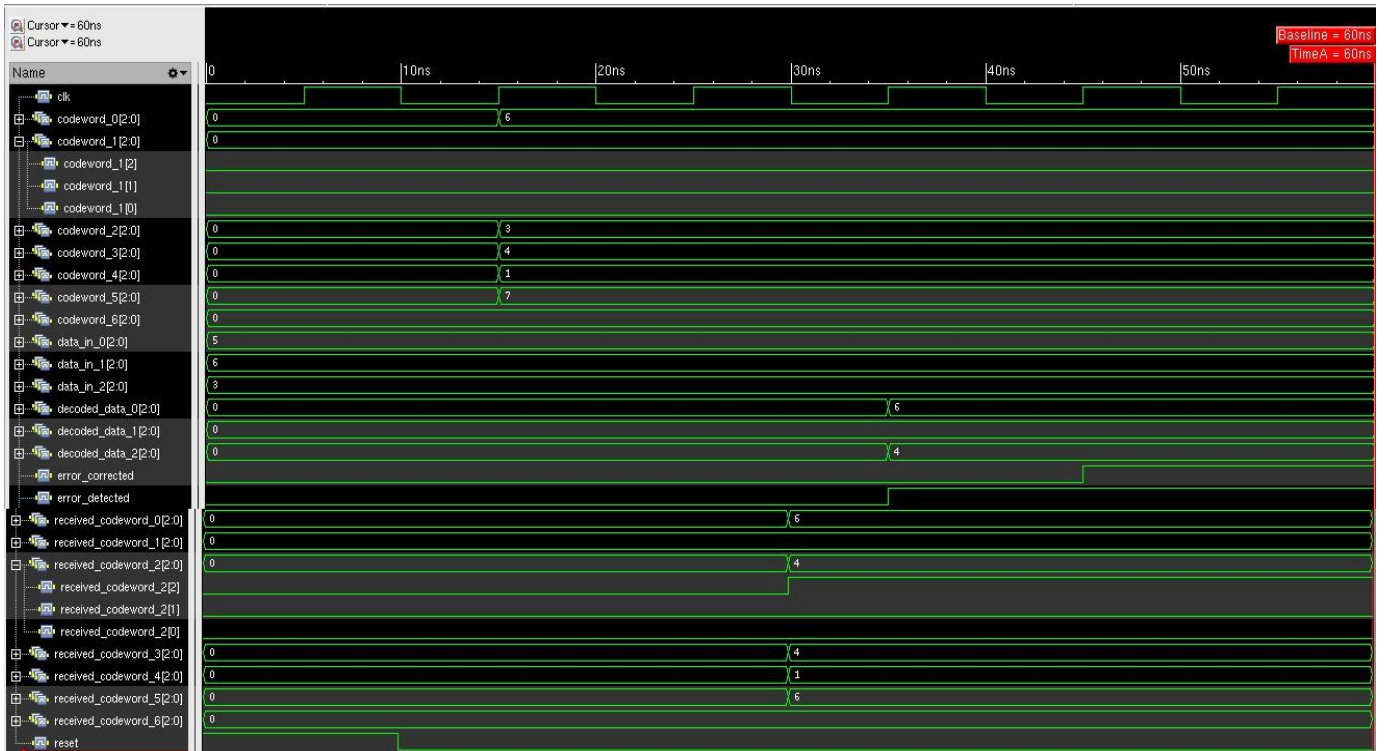 Cursor ▾= 60ns
Cursor ▾= 60ns
Baseline = 60ns
TimeA = 60ns
Name 0 10ns 20ns 30ns 40ns 50ns
clk
codeword_0[2:0] 0 6
codeword_1[2:0] 0
codeword_1[2]
codeword_1[1]
codeword_1[0]
codeword_2[2:0] 0 3
codeword_3[2:0] 0 4
codeword_4[2:0] 0 1
codeword_5[2:0] 0 7
codeword_6[2:0] 0
data_in_0[2:0] 5
data_in_1[2:0] 6
data_in_2[2:0] 3
decoded_data_0[2:0] 0 6
decoded_data_1[2:0] 0
decoded_data_2[2:0] 0 4
error_corrected
error_detected
received_codeword_0[2:0] 0 6
received_codeword_1[2:0] 0
received_codeword_2[2:0] 0 4
received_codeword_2[2]
received_codeword_2[1]
received_codeword_2[0]
received_codeword_3[2:0] 0 4
received_codeword_4[2:0] 0 1
received_codeword_5[2:0] 0 6
received_codeword_6[2:0] 0
reset